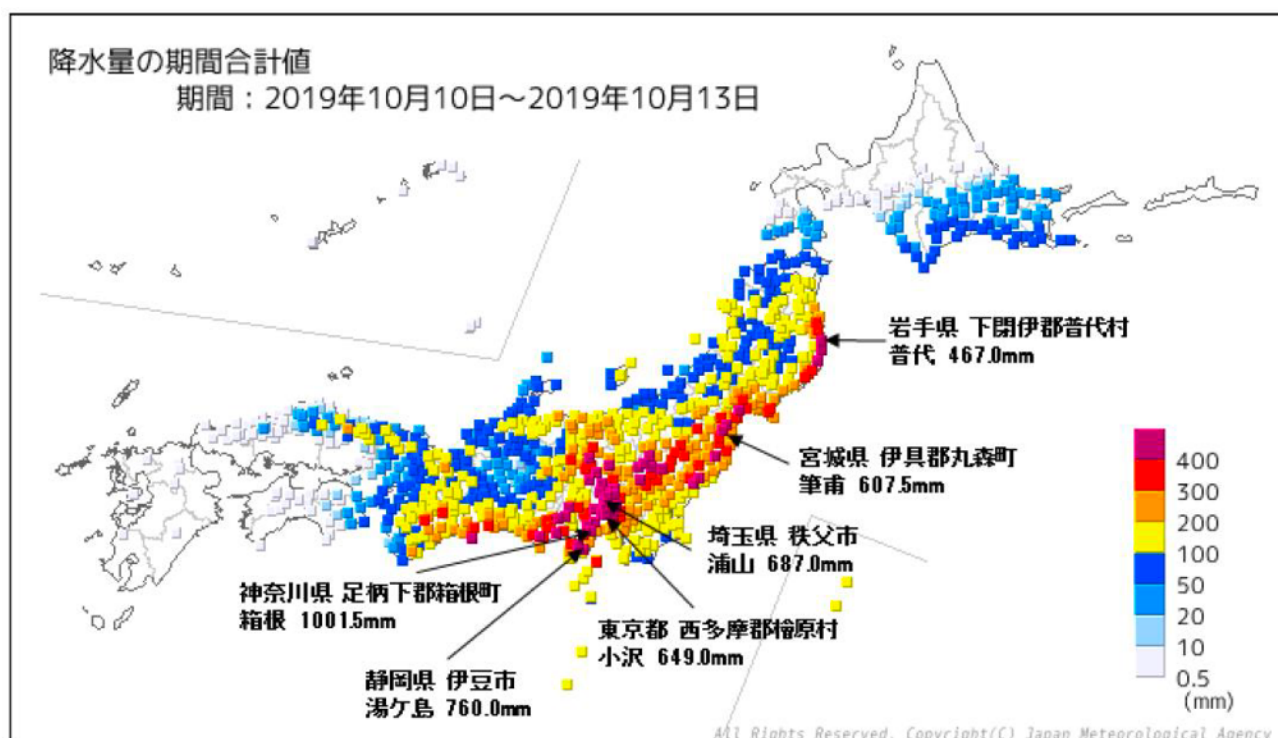 降水量の期間合計値
期間：2019年10月10日～2019年10月13日
岩手県 下閉伊郡普代村
普代 467.0mm
宮城県 伊具郡丸森町
筆甫 607.5mm
埼玉県 秩父市
浦山 687.0mm
東京都 西多摩郡檜原村
小沢 649.0mm
神奈川県 足柄下郡箱根町
箱根 1001.5mm
静岡県 伊豆市
湯ケ島 760.0mm
400
300
200
100
50
20
10
0.5
(mm)
All Rights Reserved. Copyright(C) Japan Meteorological Agency